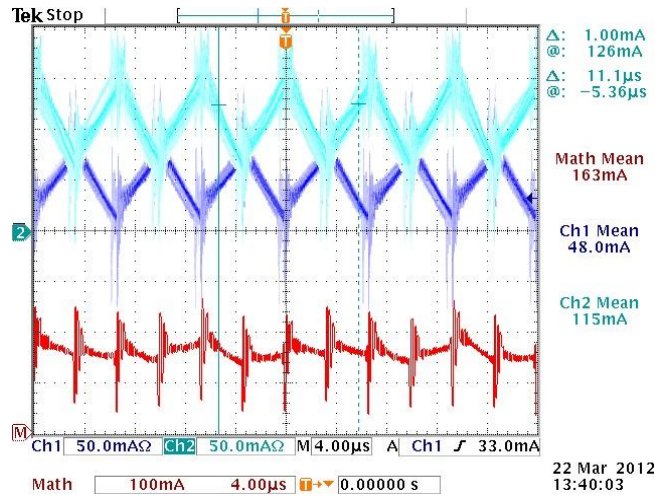 Tek Stop
T
T
Δ: 1.00mA
@: 126mA
Δ: 11.1µs
@: -5.36µs
Math Mean
163mA
2
Ch1 Mean
48.0mA
Ch2 Mean
115mA
M
Ch1 50.0mAΩ Ch2 50.0mAΩ M 4.00µs A Ch1 ʃ 33.0mA
Math 100mA 4.00µs T→▾ 0.00000 s
22 Mar 2012
13:40:03